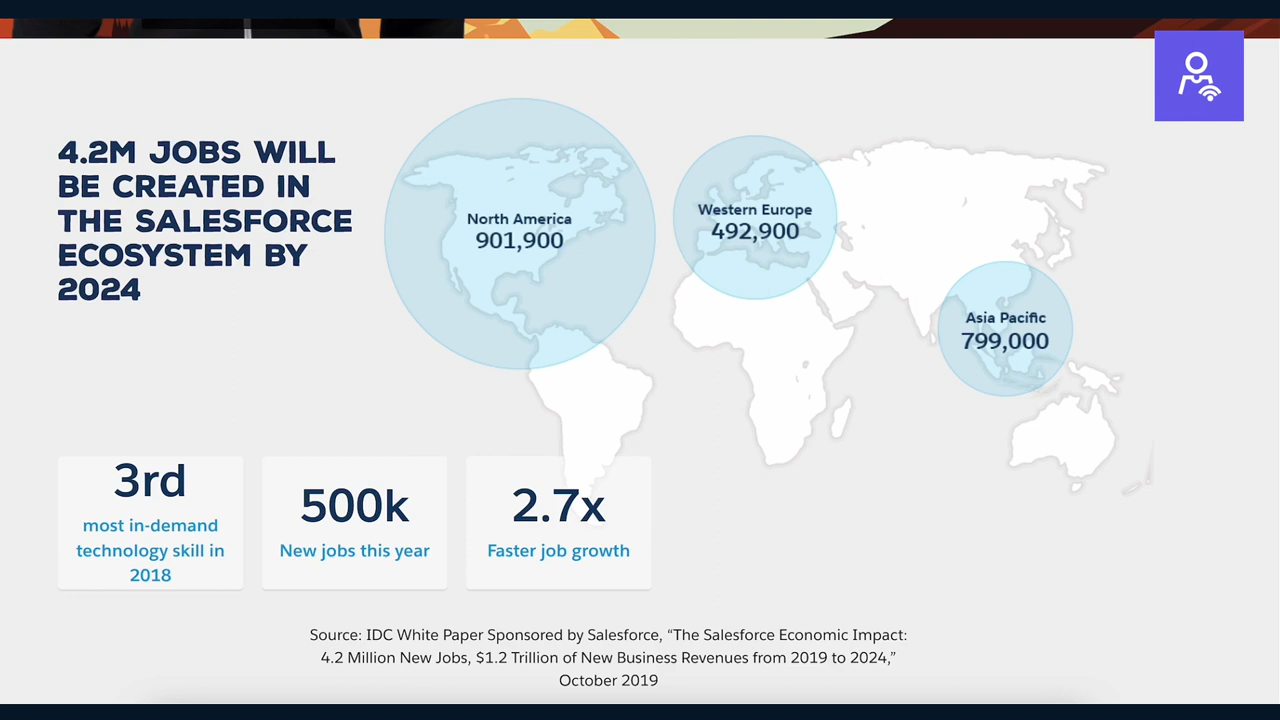 4.2M JOBS WILL
BE CREATED IN
THE SALESFORCE
ECOSYSTEM BY
2024
North America
901,900
Western Europe
492,900
Asia Pacific
799,000
3rd
most in-demand
technology skill in
2018
500k
New jobs this year
2.7x
Faster job growth
Source: IDC White Paper Sponsored by Salesforce, “The Salesforce Economic Impact:
4.2 Million New Jobs, $1.2 Trillion of New Business Revenues from 2019 to 2024,”
October 2019